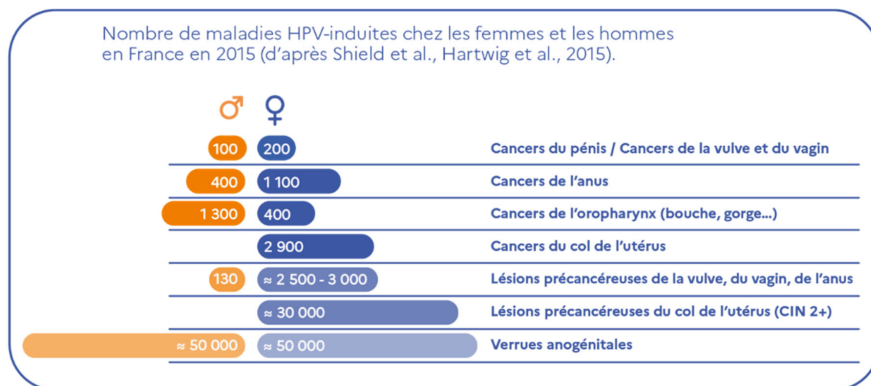 Nombre de maladies HPV-induites chez les femmes et les hommes
en France en 2015 (d’après Shield et al., Hartwig et al., 2015).
♂ ♀
100 200 Cancers du pénis / Cancers de la vulve et du vagin
400 1 100 Cancers de l’anus
1 300 400 Cancers de l’oropharynx (bouche, gorge...)
2 900 Cancers du col de l’utérus
130 ≈ 2 500 - 3 000 Lésions précancéreuses de la vulve, du vagin, de l’anus
≈ 30 000 Lésions précancéreuses du col de l’utérus (CIN 2+)
≈ 50 000 ≈ 50 000 Verrues anogénitales